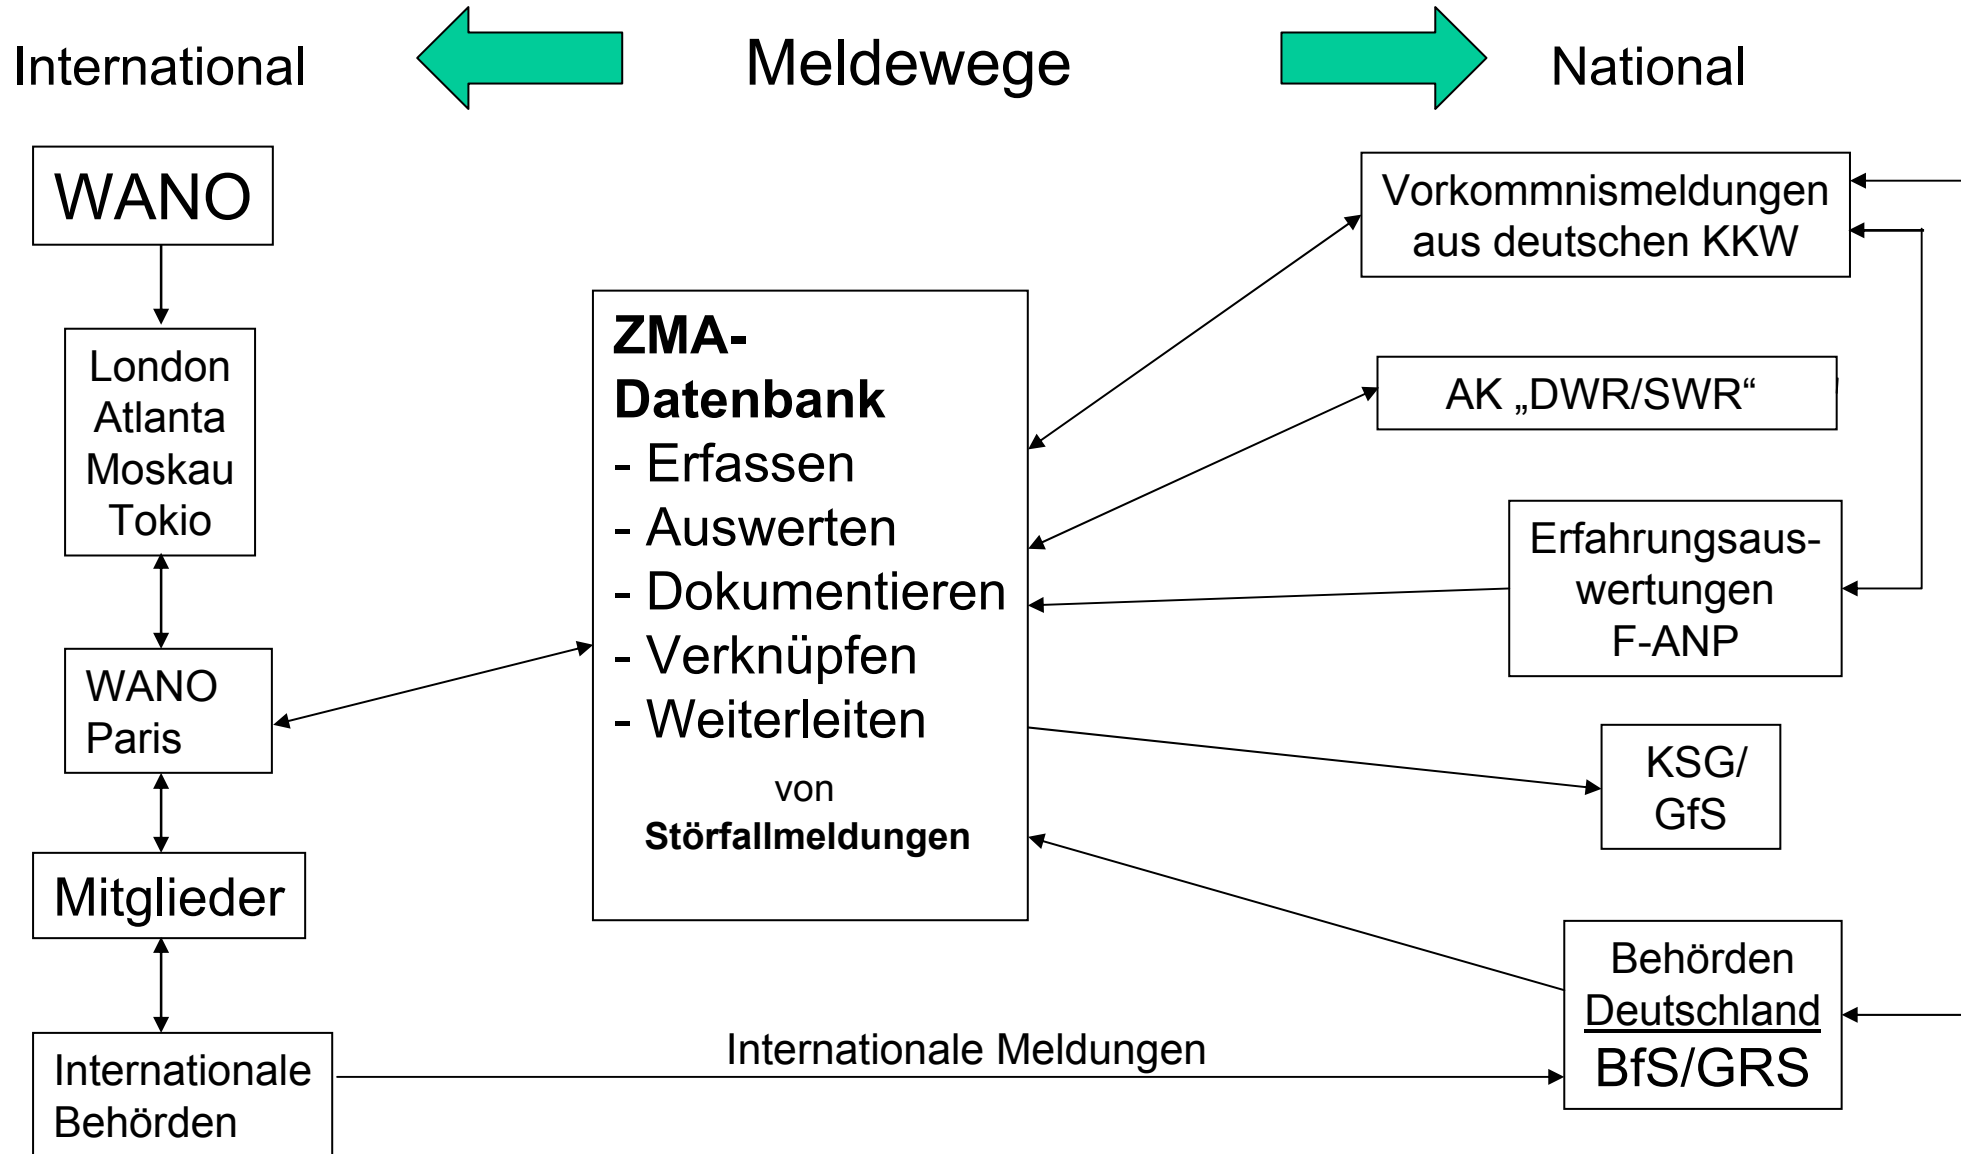 International
Meldewege
National
WANO
London
Atlanta
Moskau
Tokio
WANO
Paris
Mitglieder
Internationale
Behörden
ZMA-
Datenbank
- Erfassen
- Auswerten
- Dokumentieren
- Verknüpfen
- Weiterleiten
von
Störfallmeldungen
Internationale Meldungen
Vorkommnismeldungen
aus deutschen KKW
AK „DWR/SWR“
Erfahrungsaus-
wertungen
F-ANP
KSG/
GfS
Behörden
Deutschland
BfS/GRS